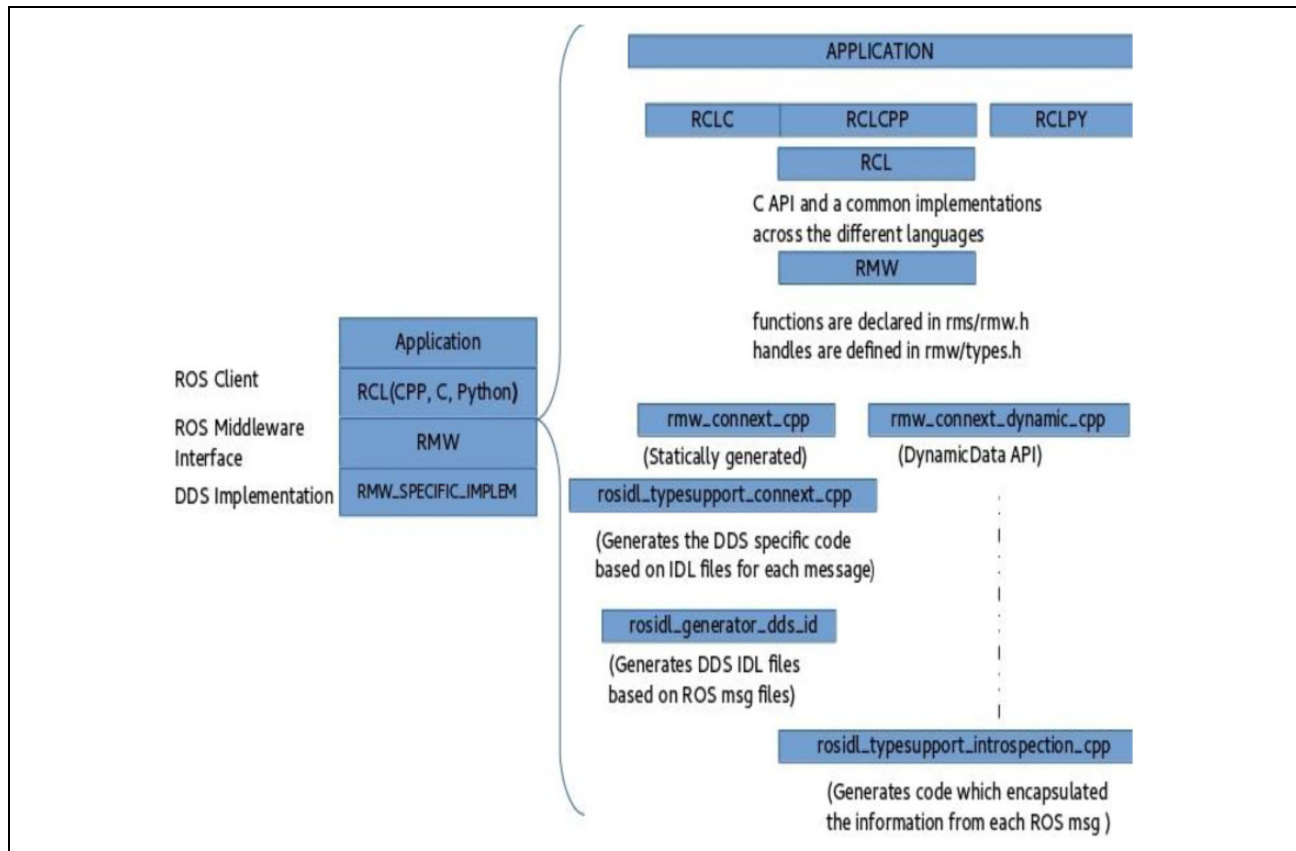 APPLICATION
RCLC
RCLCPP
RCLPY
RCL
C API and a common implementations
across the different languages
RMW
functions are declared in rms/rmw.h
handles are defined in rmw/types.h
ROS Client
ROS Middleware
Interface
DDS Implementation
Application
RCL(CPP, C, Python)
RMW
RMW_SPECIFIC_IMPLEM
rmw_connext_cpp
(Statically generated)
rmw_connext_dynamic_cpp
(DynamicData API)
rosidl_typesupport_connext_cpp
(Generates the DDS specific code
based on IDL files for each message)
rosidl_generator_dds_id
(Generates DDS IDL files
based on ROS msg files)
rosidl_typesupport_introspection_cpp
(Generates code which encapsulated
the information from each ROS msg )